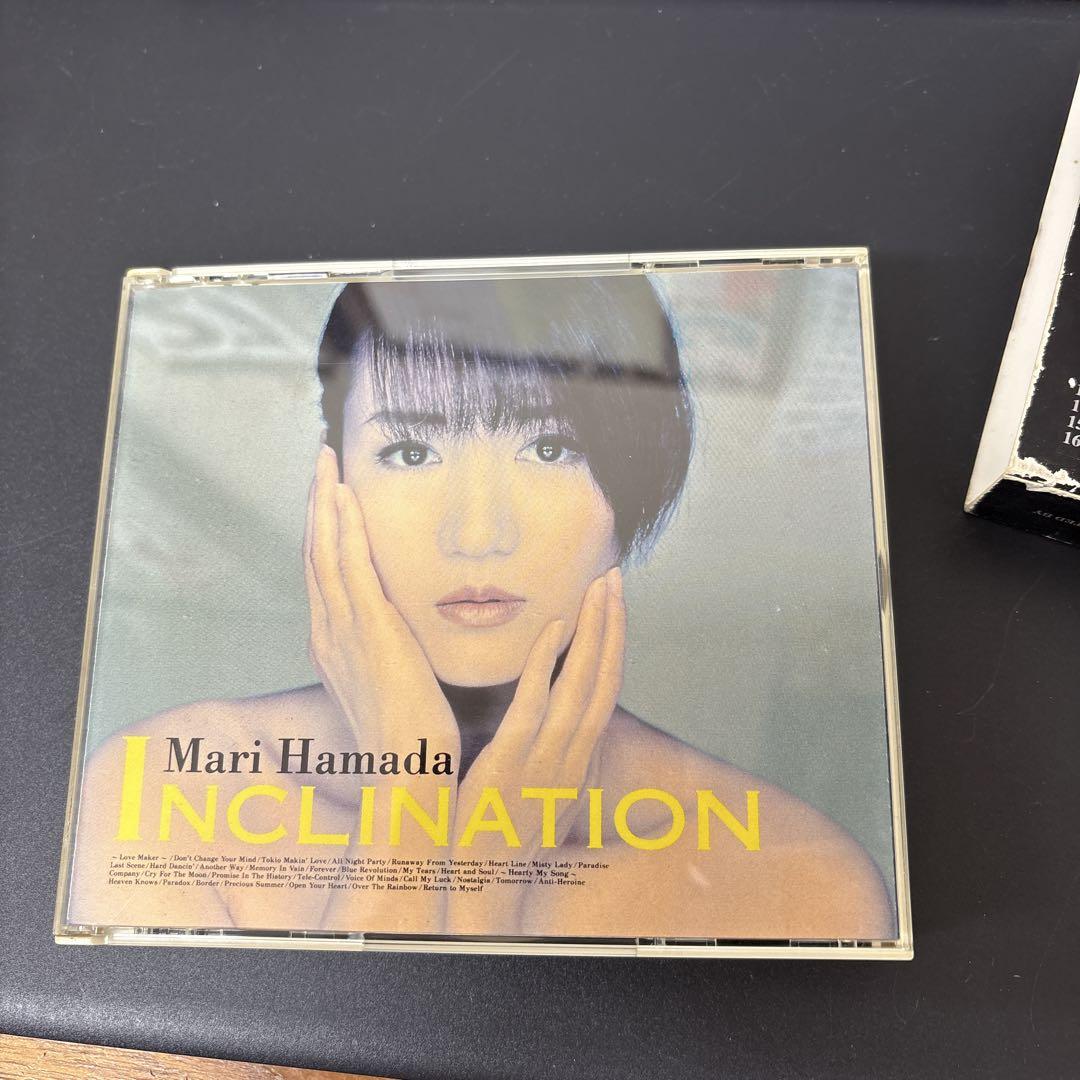 Mari Hamada
INCLINATION
~ Love Maker ~ /Don't Change Your Mind/Tokio Makin' Love/All Night Party/Runaway From Yesterday/Heart Line/Misty Lady/Paradise
Last Scene/Hard Dancin'/Another Way/Memory In Vain/Forever/Blue Revolution/My Tears/Heart and Soul/ ~ Hearty My Song ~
Company/Cry For The Moon/Promise In The History/Tele-Control/Voice Of Minds/Call My Luck/Nostalgia/Tomorrow/Anti-Heroine
Heaven Knows/Paradox/Border/Precious Summer/Open Your Heart/Over The Rainbow/Return to Myself
15
16